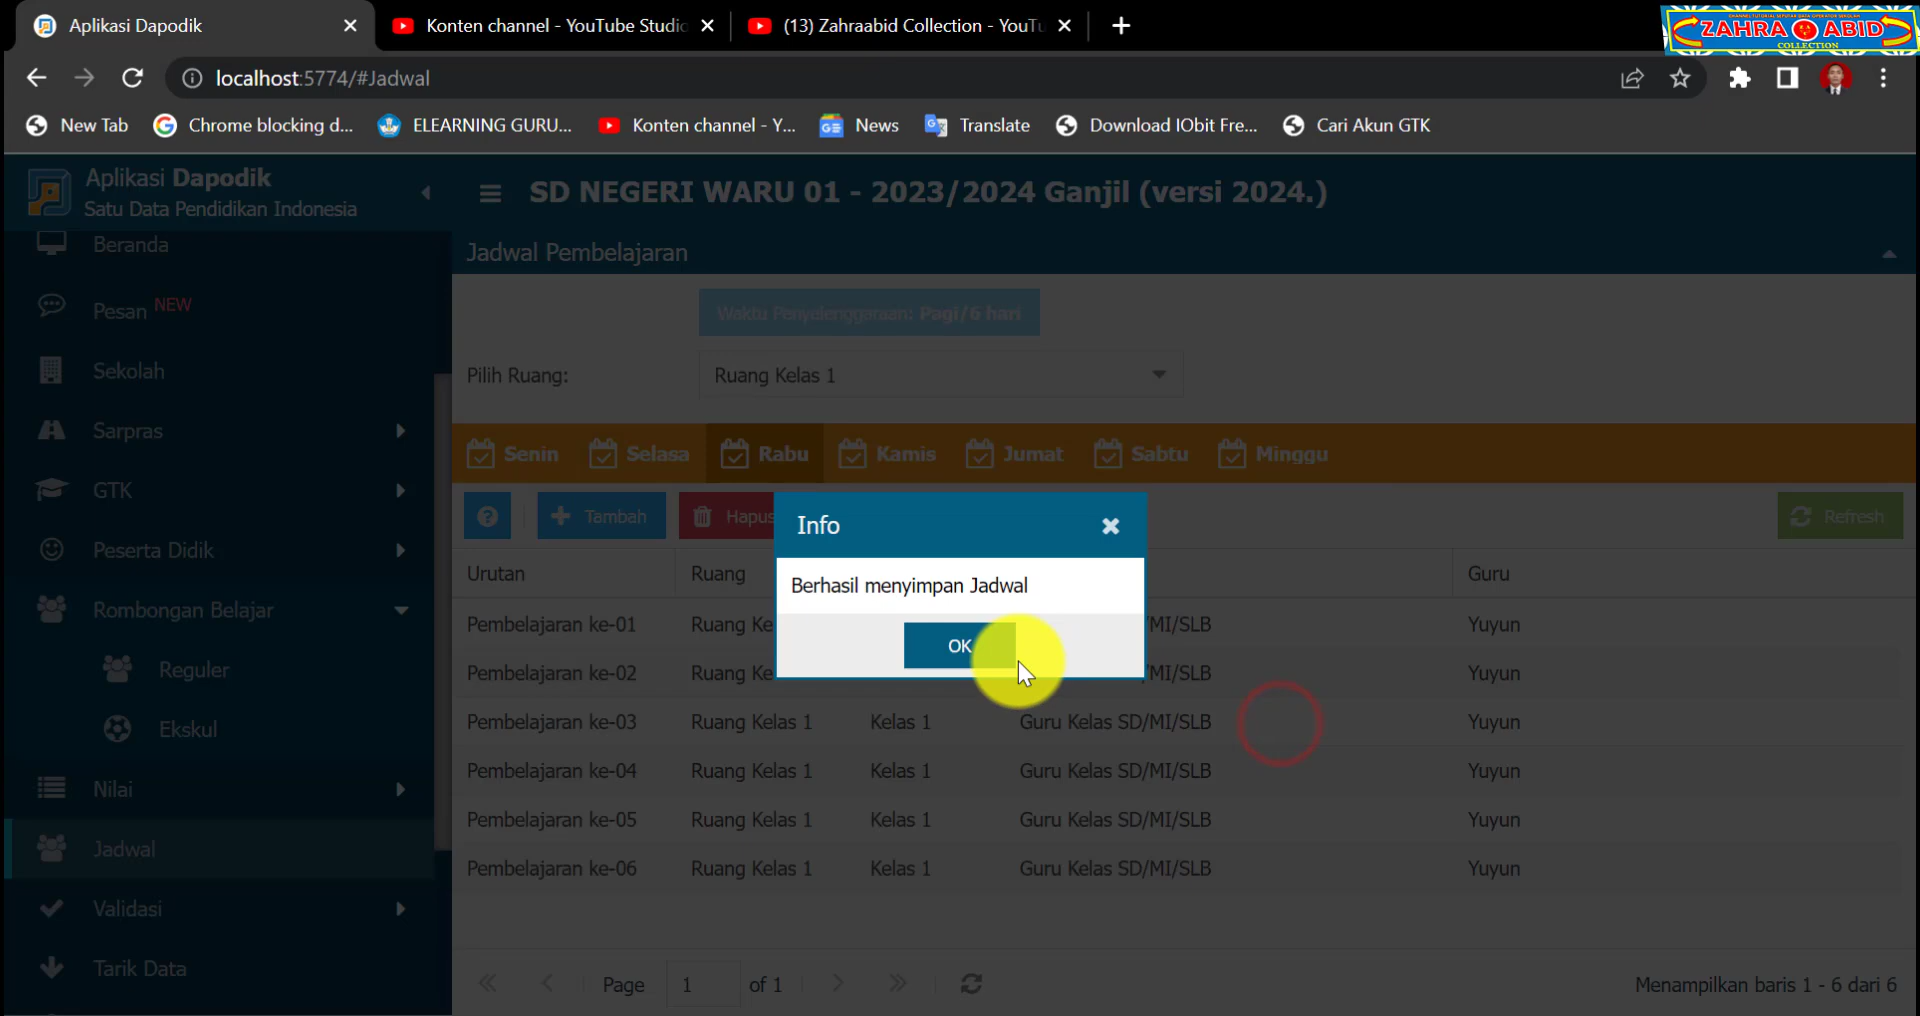 Aplikasi Dapodik
Konten channel - YouTube Studio
(13) Zahraabid Collection - YouTu
ZAHRA ABID
COLLECTION
localhost:5774/#Jadwal
New Tab
Chrome blocking d...
ELEARNING GURU...
Konten channel - Y...
News
Translate
Download IObit Fre...
Cari Akun GTK
Aplikasi Dapodik
Satu Data Pendidikan Indonesia
SD NEGERI WARU 01 - 2023/2024 Ganjil (versi 2024.)
Beranda
Pesan NEW
Sekolah
Sarpras
GTK
Peserta Didik
Rombongan Belajar
Reguler
Ekskul
Nilai
Jadwal
Validasi
Tarik Data
Jadwal Pembelajaran
Waktu Penyelenggaraan: Pagi/6 hari
Pilih Ruang: Ruang Kelas 1
Senin Selasa Rabu Kamis Jumat Sabtu Minggu
Tambah Hapus Refresh
Info
Berhasil menyimpan Jadwal
OK
Urutan Ruang Guru
Pembelajaran ke-01 Ruang Ke /MI/SLB Yuyun
Pembelajaran ke-02 Ruang Ke /MI/SLB Yuyun
Pembelajaran ke-03 Ruang Kelas 1 Kelas 1 Guru Kelas SD/MI/SLB Yuyun
Pembelajaran ke-04 Ruang Kelas 1 Kelas 1 Guru Kelas SD/MI/SLB Yuyun
Pembelajaran ke-05 Ruang Kelas 1 Kelas 1 Guru Kelas SD/MI/SLB Yuyun
Pembelajaran ke-06 Ruang Kelas 1 Kelas 1 Guru Kelas SD/MI/SLB Yuyun
Page 1 of 1
Menampilkan baris 1 - 6 dari 6